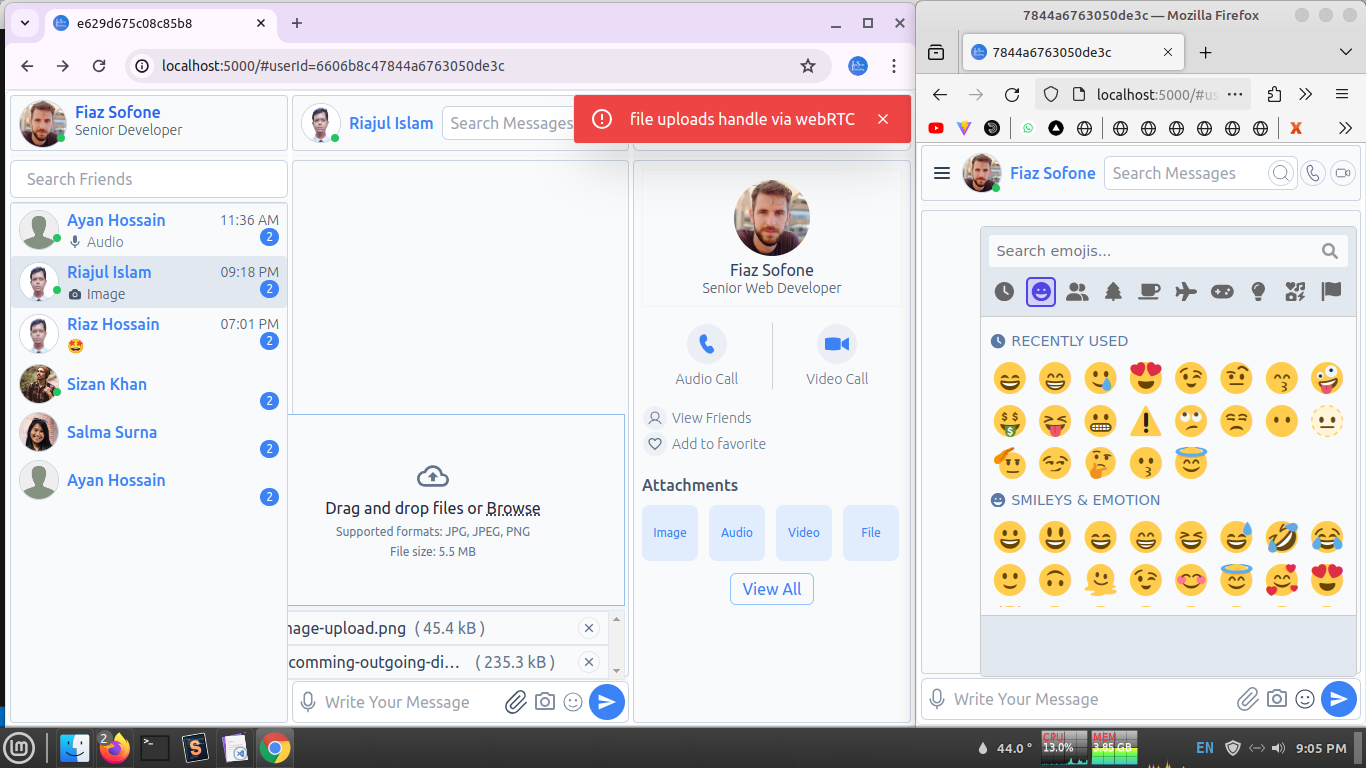 e629d675c08c85b8
localhost:5000/#userId=6606b8c47844a6763050de3c
Fiaz Sofone
Senior Developer
Search Friends
Ayan Hossain 11:36 AM
Audio 2
Riajul Islam 09:18 PM
Image 2
Riaz Hossain 07:01 PM
2
Sizan Khan
2
Salma Surna
2
Ayan Hossain
2
Riajul Islam
Search Messages
file uploads handle via webRTC
Drag and drop files or Browse
Supported formats: JPG, JPEG, PNG
File size: 5.5 MB
nage-upload.png ( 45.4 kB )
comming-outgoing-di... ( 235.3 kB )
Write Your Message
Fiaz Sofone
Senior Web Developer
Audio Call
Video Call
View Friends
Add to favorite
Attachments
Image Audio Video File
View All
7844a6763050de3c — Mozilla Firefox
7844a6763050de3c
localhost:5000/#us
Fiaz Sofone
Search Messages
Search emojis...
RECENTLY USED
SMILEYS & EMOTION
Write Your Message
2
44.0 °
CPU
13.0%
MEM
3.85 GB
EN
9:05 PM